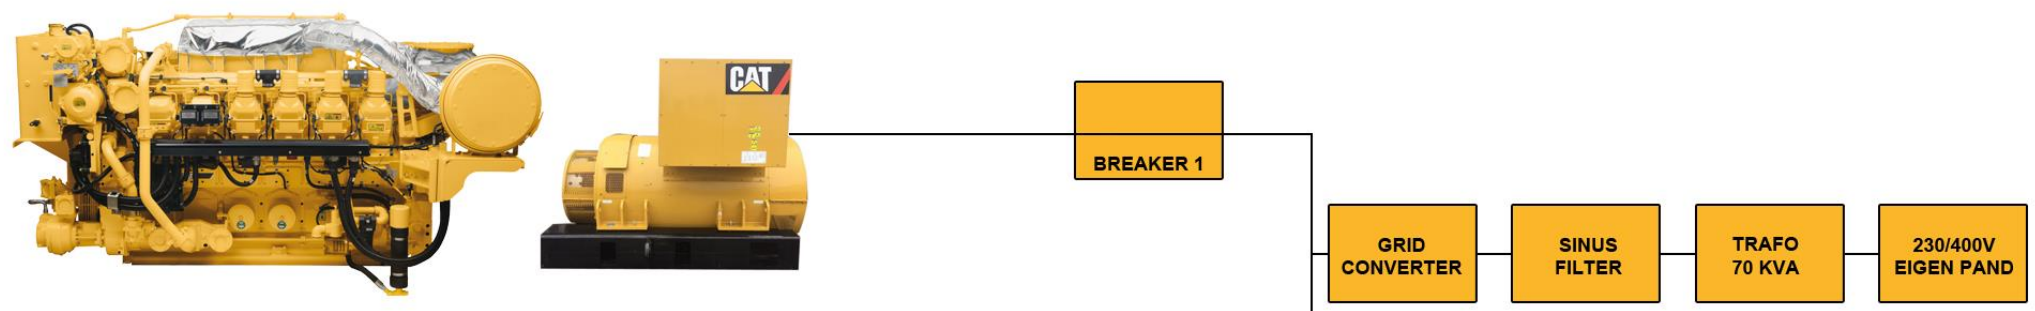 CAT
BREAKER 1
GRID
CONVERTER
SINUS
FILTER
TRAFO
70 KVA
230/400V
EIGEN PAND